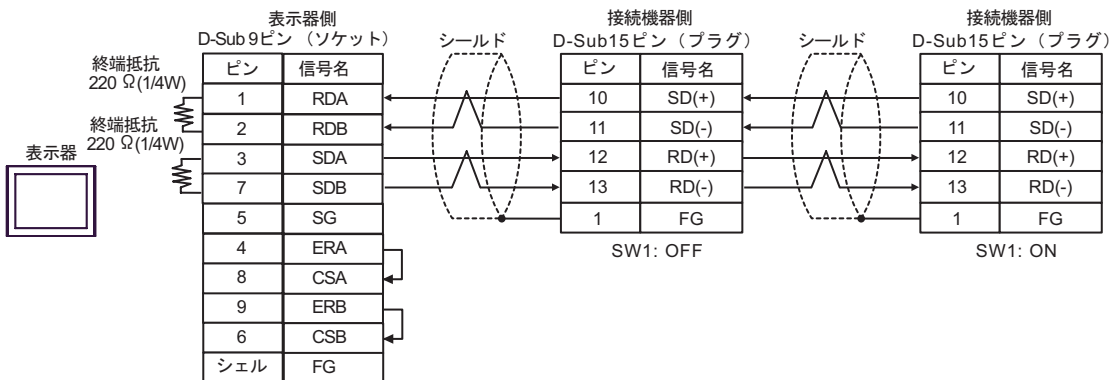 表示器側
D-Sub 9ピン (ソケット)
終端抵抗
220 Ω(1/4W)
終端抵抗
220 Ω(1/4W)
表示器
ピン 信号名
1 RDA
2 RDB
3 SDA
7 SDB
5 SG
4 ERA
8 CSA
9 ERB
6 CSB
シェル FG
シールド
接続機器側
D-Sub15ピン (プラグ)
ピン 信号名
10 SD(+)
11 SD(-)
12 RD(+)
13 RD(-)
1 FG
SW1: OFF
シールド
接続機器側
D-Sub15ピン (プラグ)
ピン 信号名
10 SD(+)
11 SD(-)
12 RD(+)
13 RD(-)
1 FG
SW1: ON